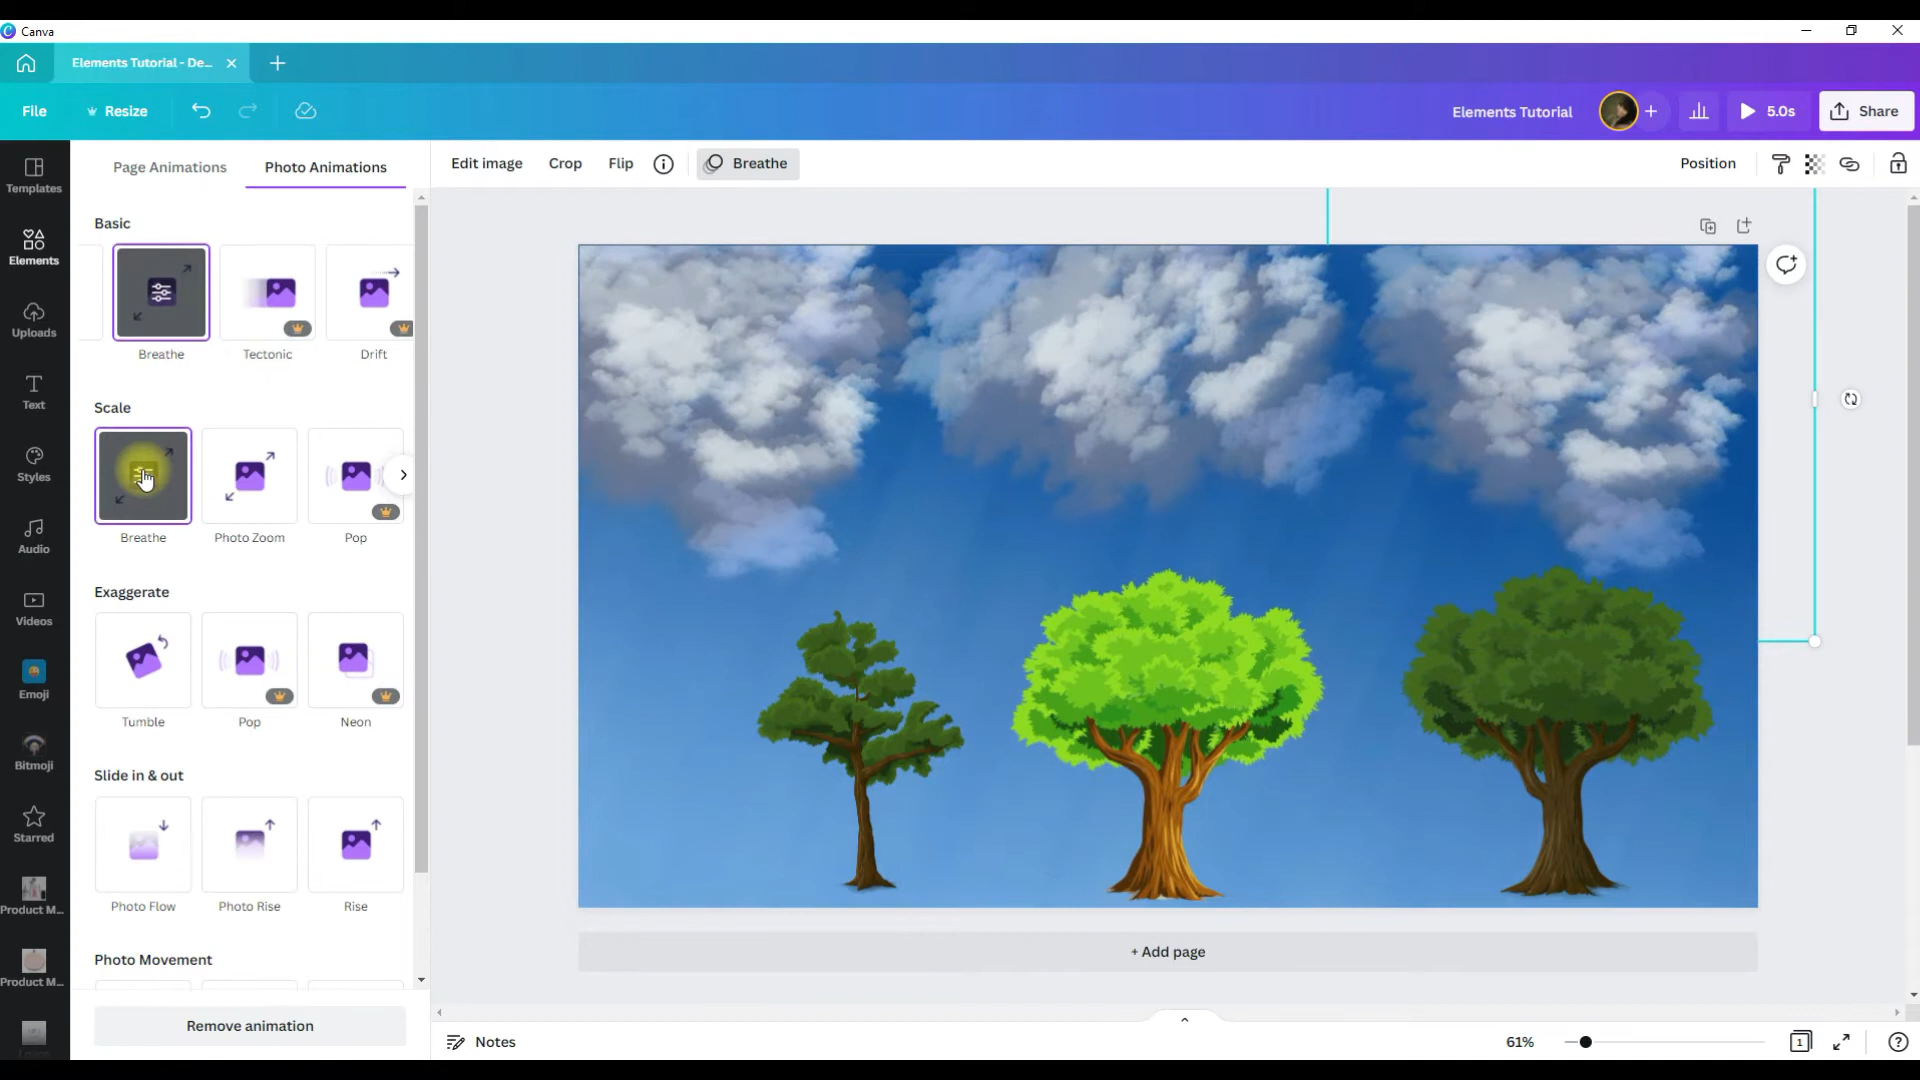 Canva
Elements Tutorial - De...
File
Resize
Elements Tutorial
5.0s
Share
Templates
Elements
Uploads
Text
Styles
Audio
Videos
Emoji
Bitmoji
Starred
Product M...
Product M...
Page Animations
Photo Animations
Basic
Breathe
Tectonic
Drift
Scale
Breathe
Photo Zoom
Pop
Exaggerate
Tumble
Pop
Neon
Slide in & out
Photo Flow
Photo Rise
Rise
Photo Movement
Remove animation
Edit image
Crop
Flip
Breathe
Position
+ Add page
Notes
61%
1